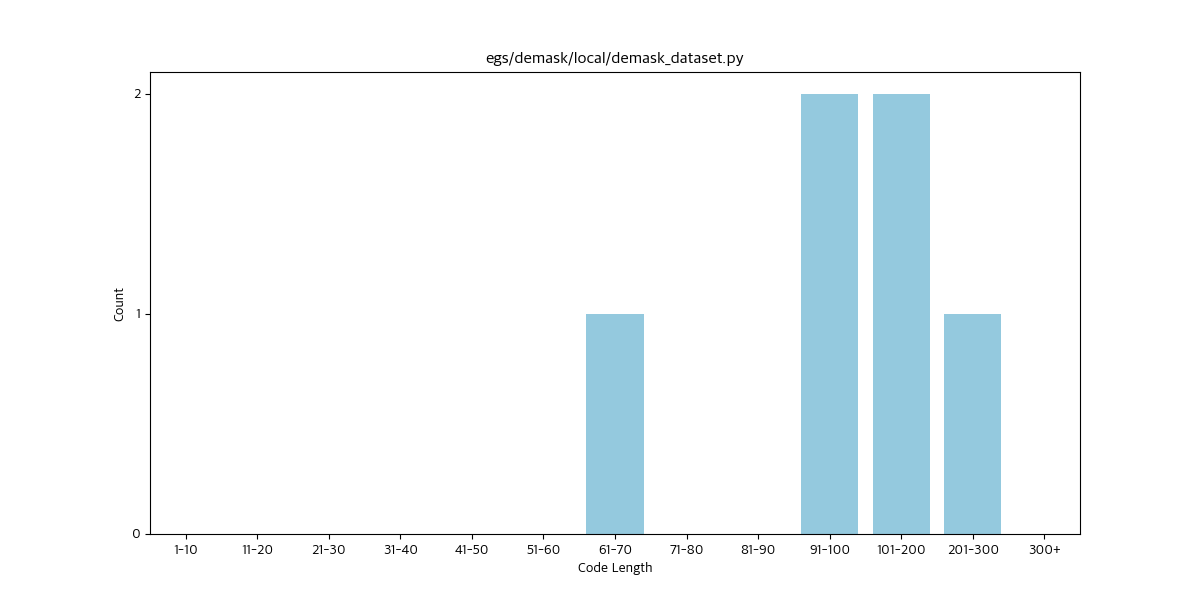 egs/demask/local/demask_dataset.py
Count
2
1
0
1-10 11-20 21-30 31-40 41-50 51-60 61-70 71-80 81-90 91-100 101-200 201-300 300+
Code Length